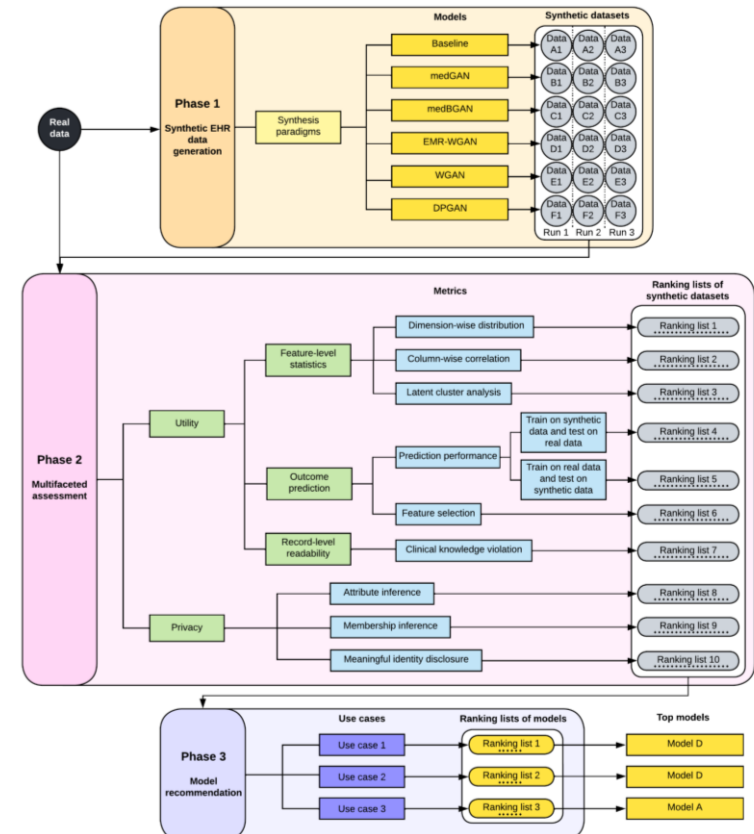 Models
Synthetic datasets
Real
data
Phase 1
Synthetic EHR
data
generation
Synthesis
paradigms
Baseline
medGAN
medBGAN
EMR-WGAN
WGAN
DPGAN
Data
A1
Data
A2
Data
A3
Data
B1
Data
B2
Data
B3
Data
C1
Data
C2
Data
C3
Data
D1
Data
D2
Data
D3
Data
E1
Data
E2
Data
E3
Data
F1
Data
F2
Data
F3
Run 1
Run 2
Run 3
Phase 2
Multifaceted
assessment
Metrics
Ranking lists of
synthetic datasets
Utility
Privacy
Feature-level
statistics
Outcome
prediction
Record-level
readability
Dimension-wise distribution
Column-wise correlation
Latent cluster analysis
Prediction performance
Train on synthetic
data and test on
real data
Train on real data
and test on
synthetic data
Feature selection
Clinical knowledge violation
Attribute inference
Membership inference
Meaningful identity disclosure
Ranking list 1
Ranking list 2
Ranking list 3
Ranking list 4
Ranking list 5
Ranking list 6
Ranking list 7
Ranking list 8
Ranking list 9
Ranking list 10
Phase 3
Model
recommendation
Use cases
Ranking lists of models
Top models
Use case 1
Ranking list 1
Model D
Use case 2
Ranking list 2
Model D
Use case 3
Ranking list 3
Model A